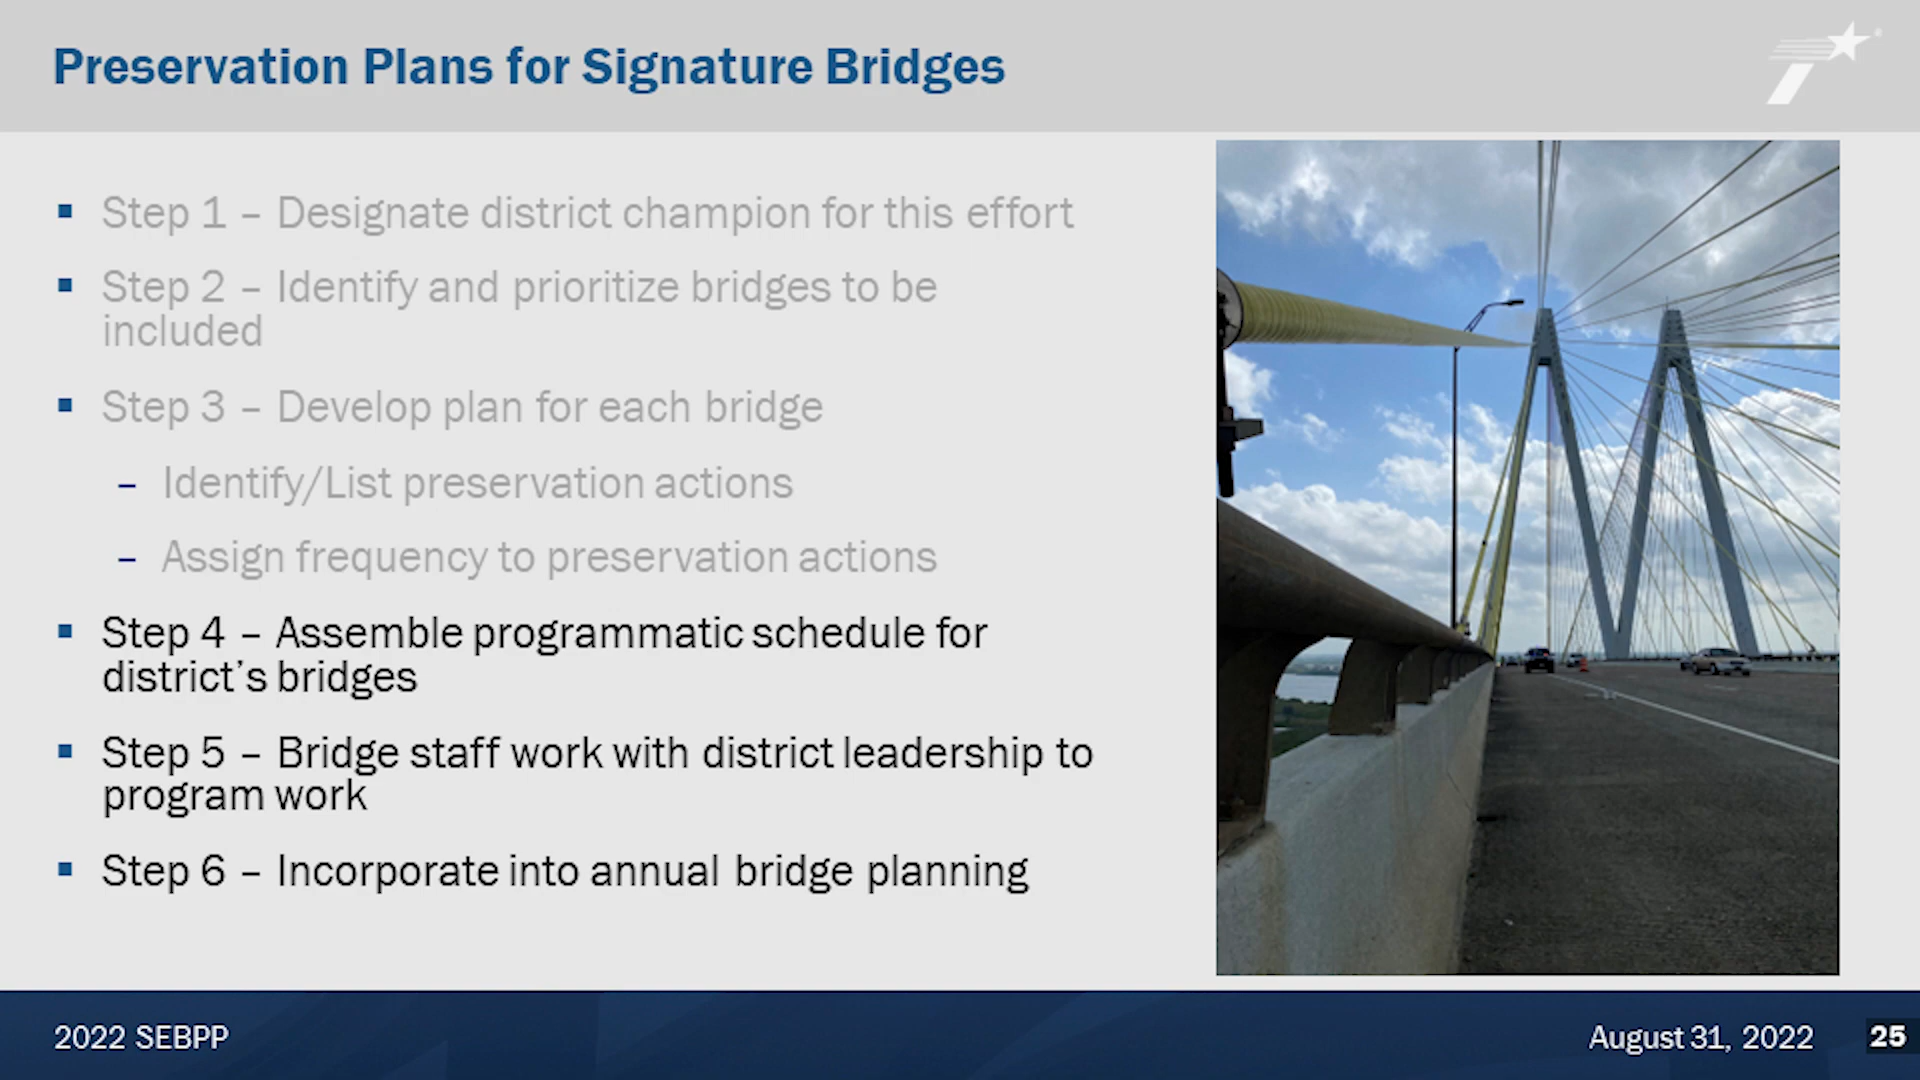 Preservation Plans for Signature Bridges
▪ Step 1 – Designate district champion for this effort
▪ Step 2 – Identify and prioritize bridges to be
included
▪ Step 3 – Develop plan for each bridge
– Identify/List preservation actions
– Assign frequency to preservation actions
▪ Step 4 – Assemble programmatic schedule for
district’s bridges
▪ Step 5 – Bridge staff work with district leadership to
program work
▪ Step 6 – Incorporate into annual bridge planning
2022 SEBPP
August 31, 2022
25